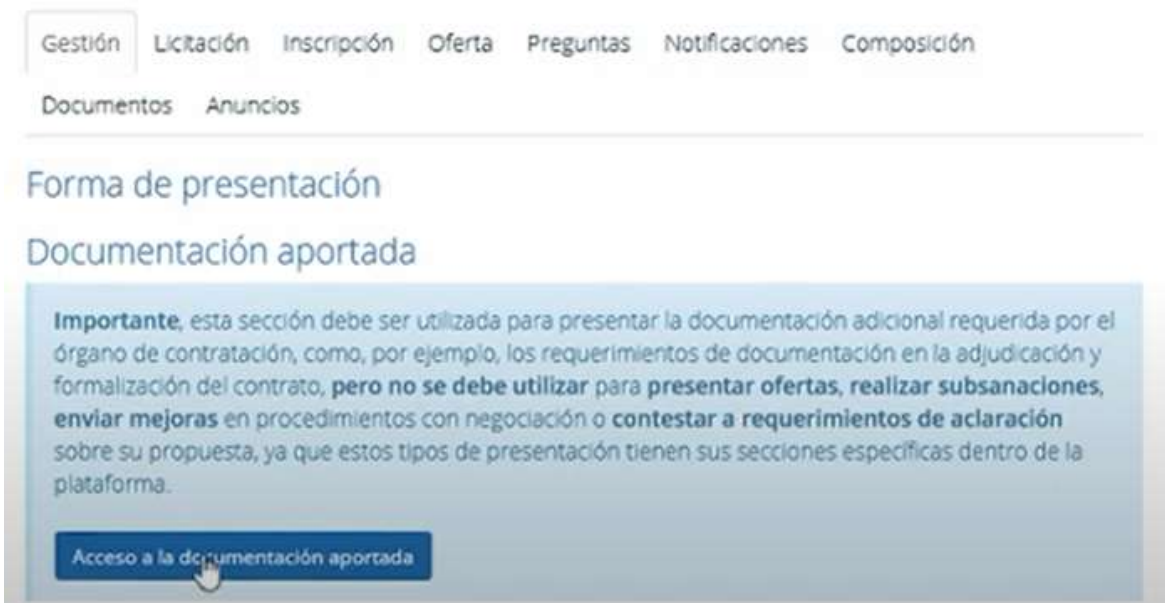 Gestión Licitación Inscripción Oferta Preguntas Notificaciones Composición
Documentos Anuncios
Forma de presentación
Documentación aportada
Importante, esta sección debe ser utilizada para presentar la documentación adicional requerida por el
órgano de contratación, como, por ejemplo, los requerimientos de documentación en la adjudicación y
formalización del contrato, pero no se debe utilizar para presentar ofertas, realizar subsanaciones,
enviar mejoras en procedimientos con negociación o contestar a requerimientos de aclaración
sobre su propuesta, ya que estos tipos de presentación tienen sus secciones específicas dentro de la
plataforma.
Acceso a la documentación aportada